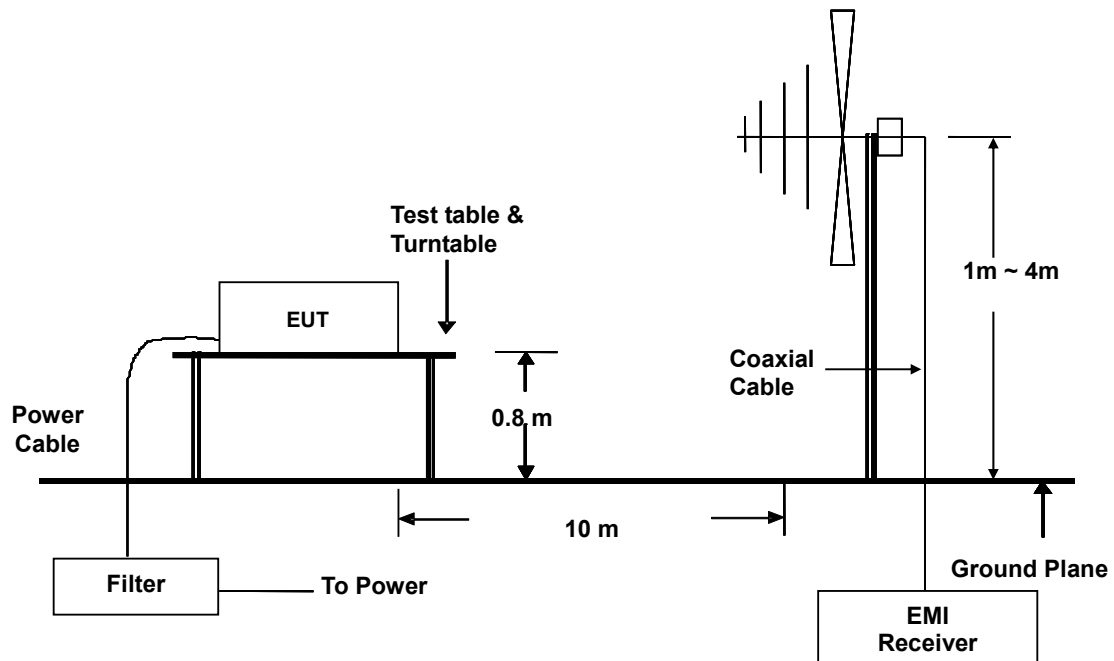 Test table &
Turntable
EUT
1m ~ 4m
Coaxial
Cable
0.8 m
Power
Cable
10 m
Ground Plane
Filter
To Power
EMI
Receiver